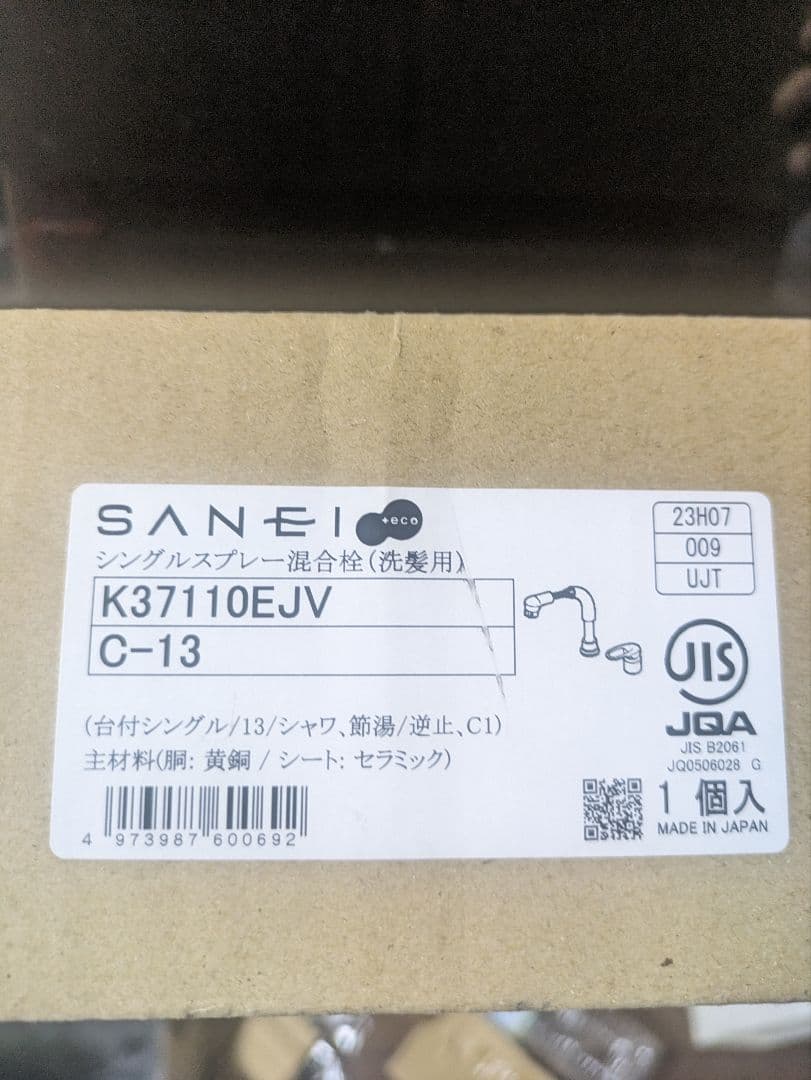 SANEI +eco
シングルスプレー混合栓(洗髪用)
K37110EJV
C-13
23H07
009
UJT
(台付シングル/13/シャワ、節湯/逆止、C1)
主材料(胴: 黄銅 / シート: セラミック)
JIS
JQA
JIS B2061
JQ0506028 G
4 973987 600692
1 個入
MADE IN JAPAN